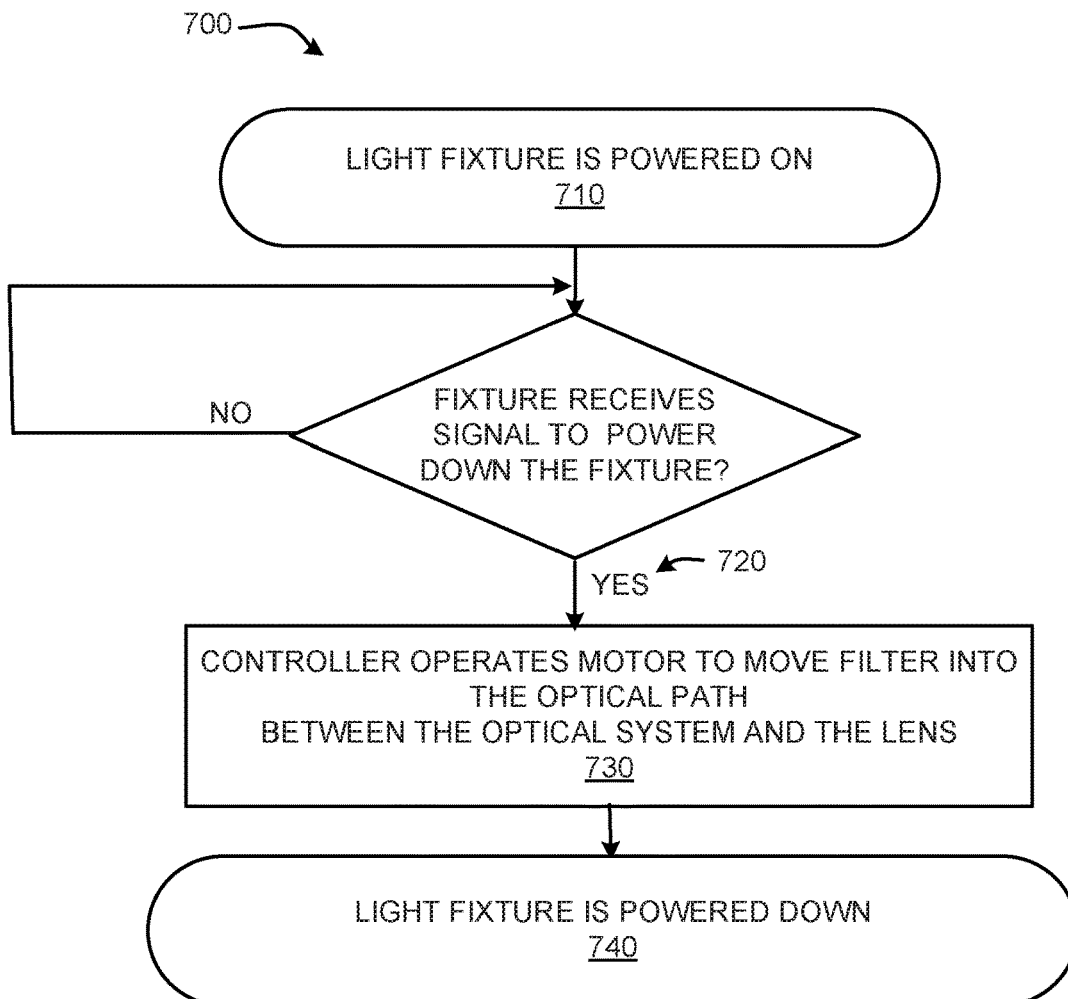 700
LIGHT FIXTURE IS POWERED ON
710
FIXTURE RECEIVES
SIGNAL TO POWER
DOWN THE FIXTURE?
NO
YES
720
CONTROLLER OPERATES MOTOR TO MOVE FILTER INTO
THE OPTICAL PATH
BETWEEN THE OPTICAL SYSTEM AND THE LENS
730
LIGHT FIXTURE IS POWERED DOWN
740